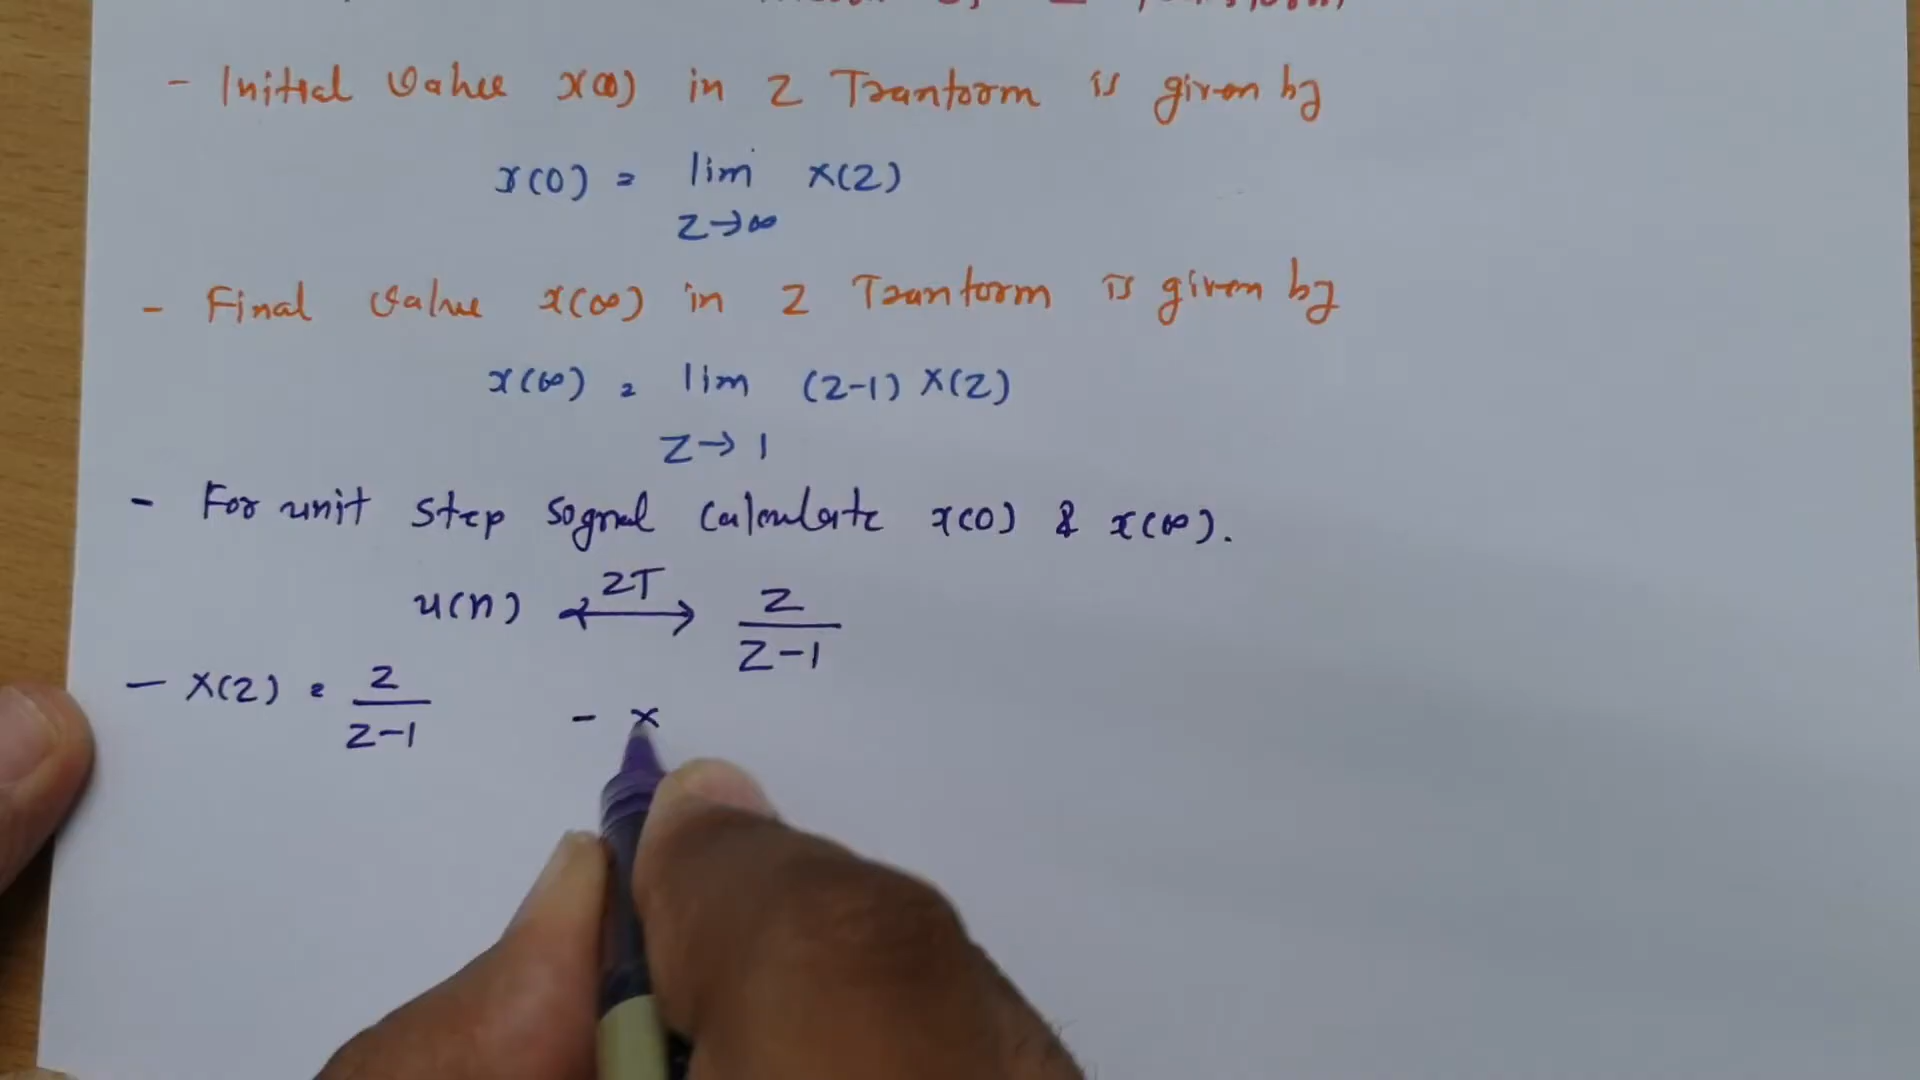 - Initial Value x(0) in Z Tranform is given by
x(0) = lim X(Z)
Z→∞
- Final Value x(∞) in Z Tranform is given by
x(∞) = lim (Z-1) X(Z)
Z→1
- For unit step signal calculate x(0) & x(∞).
u(n) ZT ⟷ Z
Z-1
- X(Z) = Z
Z-1
- x